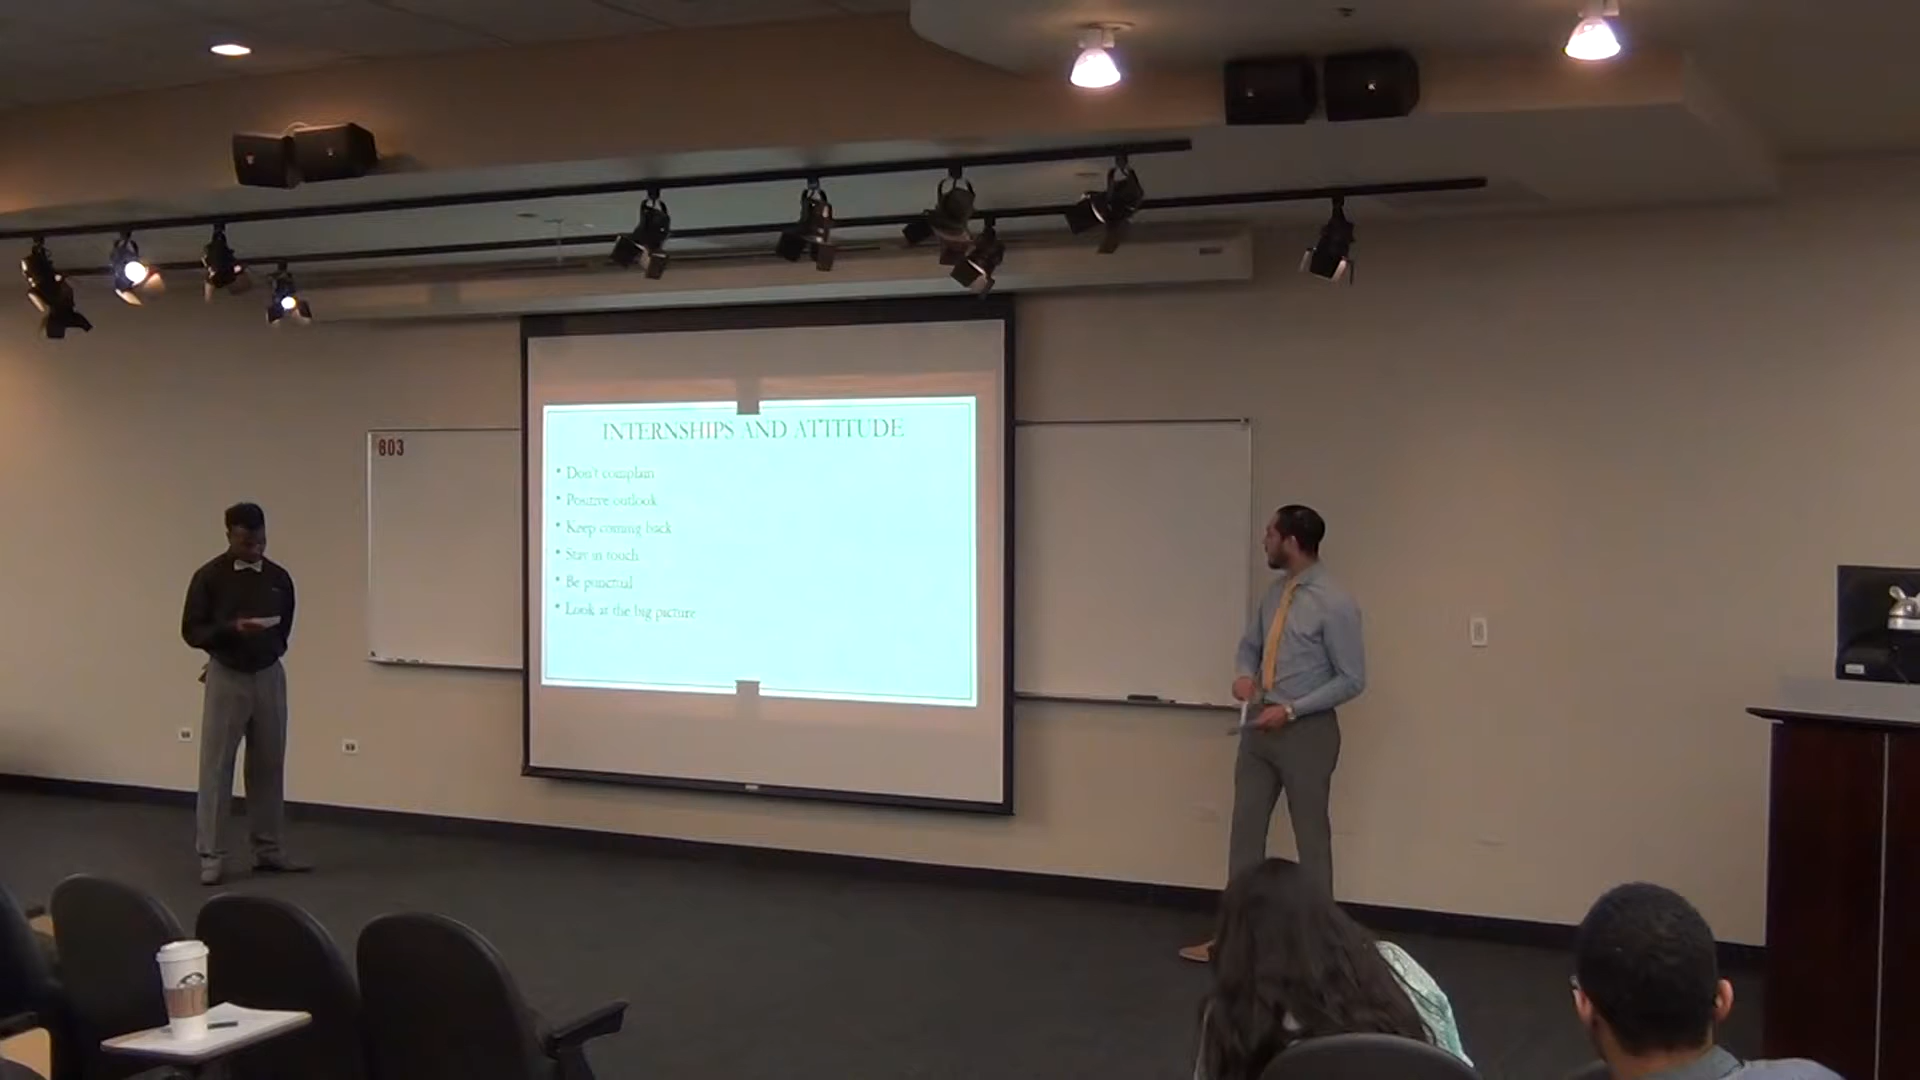 603
INTERNSHIPS AND ATTITUDE
• Don't complain
• Positive outlook
• Keep coming back
• Stay in touch
• Be punctual
• Look at the big picture